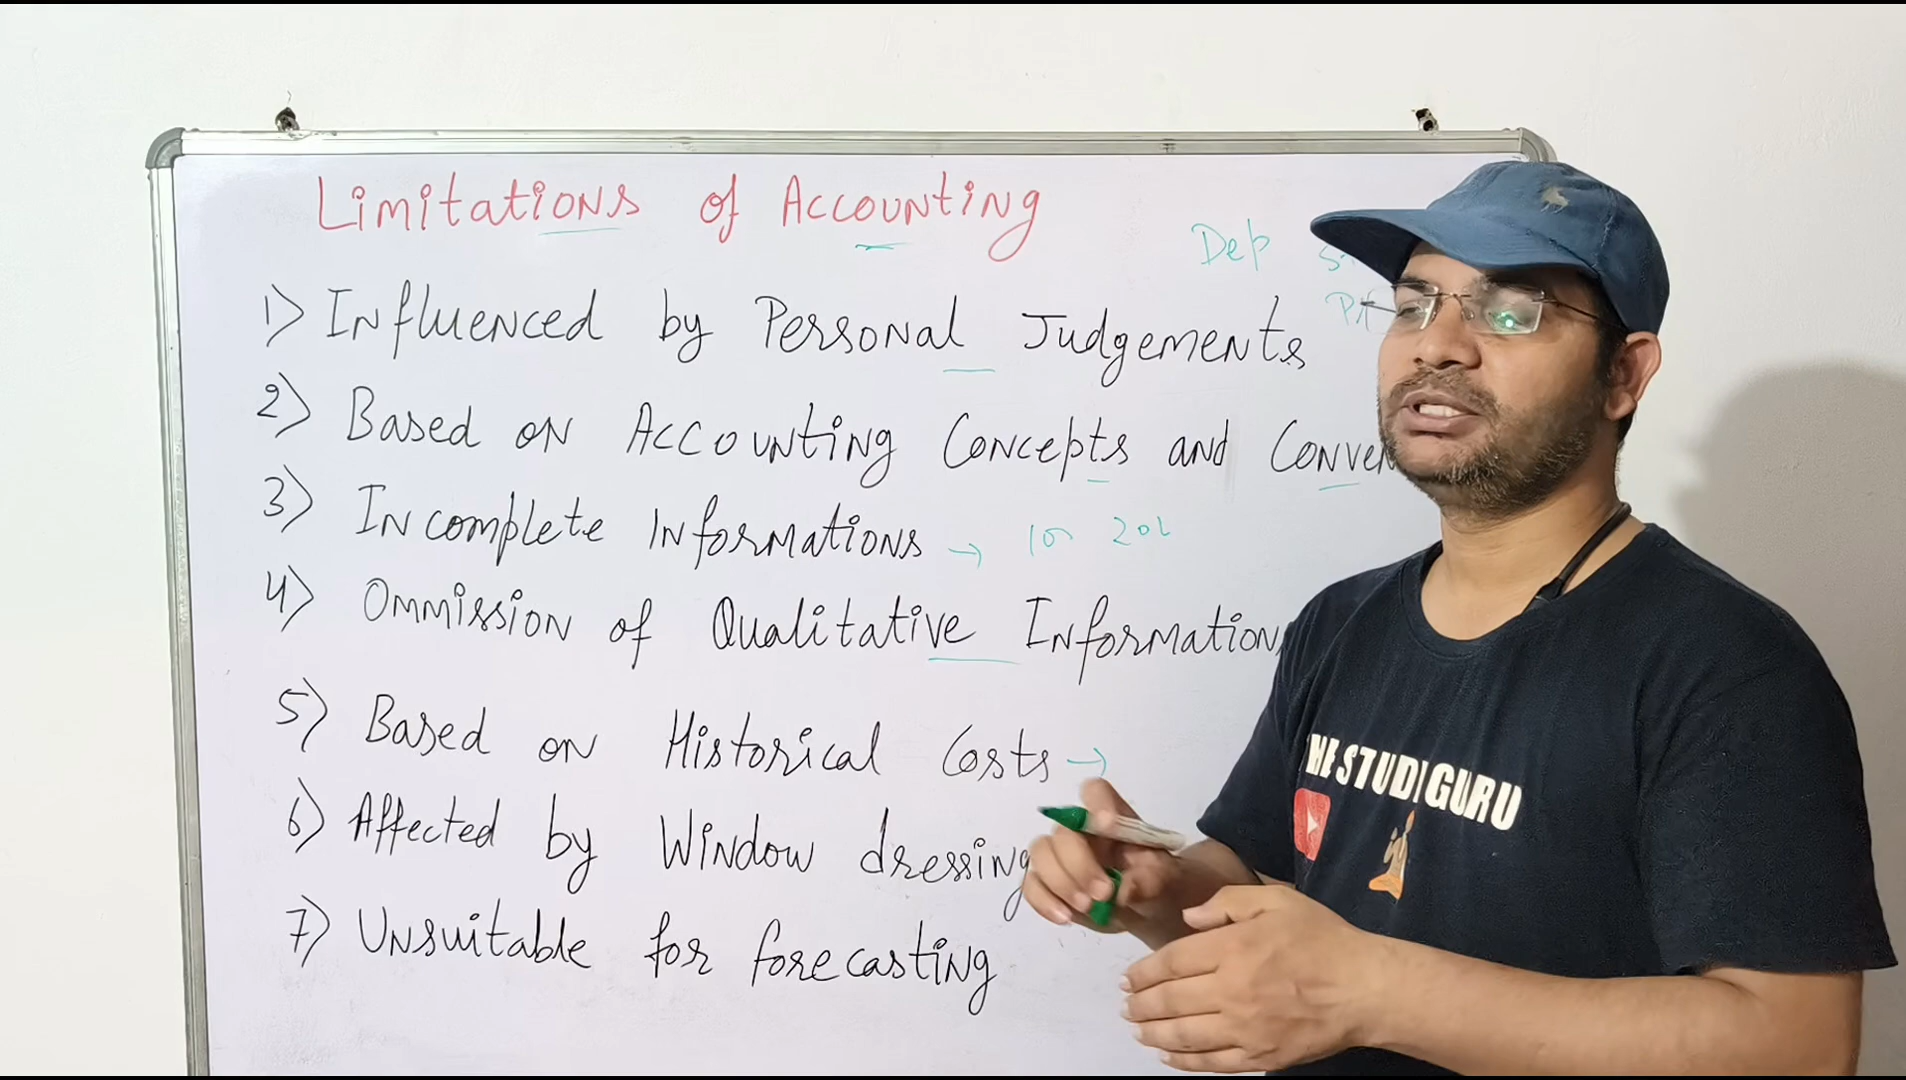 Limitations of Accounting
Dep
1) Influenced by Personal Judgements
2) Based on Accounting Concepts and Conven
3) Incomplete Informations →
4) Ommission of Qualitative Information
5) Based on Historical Costs →
6) Affected by Window dressing
7) Unsuitable for forecasting
HE STUDI GURU